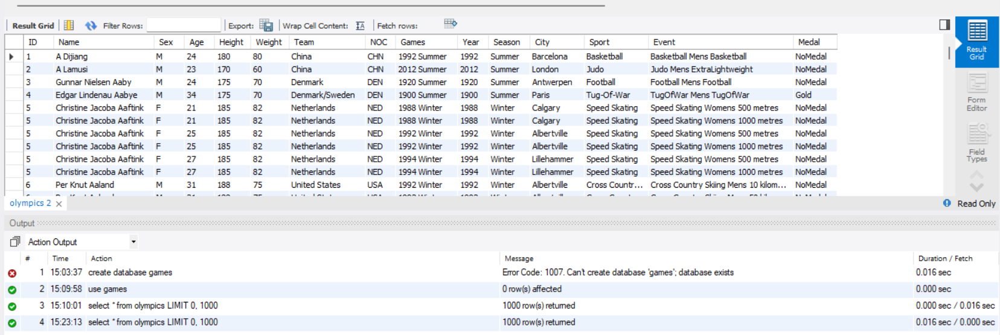 Result Grid Filter Rows: Export: Wrap Cell Content: Fetch rows:
ID Name Sex Age Height Weight Team NOC Games Year Season City Sport Event Medal
1 A Dijiang M 24 180 80 China CHN 1992 Summer 1992 Summer Barcelona Basketball Basketball Mens Basketball NoMedal
2 A Lamusi M 23 170 60 China CHN 2012 Summer 2012 Summer London Judo Judo Mens ExtraLightweight NoMedal
3 Gunnar Nielsen Aaby M 24 175 70 Denmark DEN 1920 Summer 1920 Summer Antwerpen Football Football Mens Football NoMedal
4 Edgar Lindenau Aabye M 34 175 70 Denmark/Sweden DEN 1900 Summer 1900 Summer Paris Tug-Of-War TugOfWar Mens TugOfWar Gold
5 Christine Jacoba Aaftink F 21 185 82 Netherlands NED 1988 Winter 1988 Winter Calgary Speed Skating Speed Skating Womens 500 metres NoMedal
5 Christine Jacoba Aaftink F 21 185 82 Netherlands NED 1988 Winter 1988 Winter Calgary Speed Skating Speed Skating Womens 1000 metres NoMedal
5 Christine Jacoba Aaftink F 25 185 82 Netherlands NED 1992 Winter 1992 Winter Albertville Speed Skating Speed Skating Womens 500 metres NoMedal
5 Christine Jacoba Aaftink F 25 185 82 Netherlands NED 1992 Winter 1992 Winter Albertville Speed Skating Speed Skating Womens 1000 metres NoMedal
5 Christine Jacoba Aaftink F 27 185 82 Netherlands NED 1994 Winter 1994 Winter Lillehammer Speed Skating Speed Skating Womens 500 metres NoMedal
5 Christine Jacoba Aaftink F 27 185 82 Netherlands NED 1994 Winter 1994 Winter Lillehammer Speed Skating Speed Skating Womens 1000 metres NoMedal
6 Per Knut Aaland M 31 188 75 United States USA 1992 Winter 1992 Winter Albertville Cross Countr... Cross Country Skiing Mens 10 kilom... NoMedal
Result
Grid
Form
Editor
Field
Types
olympics 2
Read Only
Output
Action Output
# Time Action Message Duration / Fetch
1 15:03:37 create database games Error Code: 1007. Can't create database 'games'; database exists 0.016 sec
2 15:09:58 use games 0 row(s) affected 0.000 sec
3 15:10:01 select * from olympics LIMIT 0, 1000 1000 row(s) returned 0.000 sec / 0.016 sec
4 15:23:13 select * from olympics LIMIT 0, 1000 1000 row(s) returned 0.016 sec / 0.000 sec